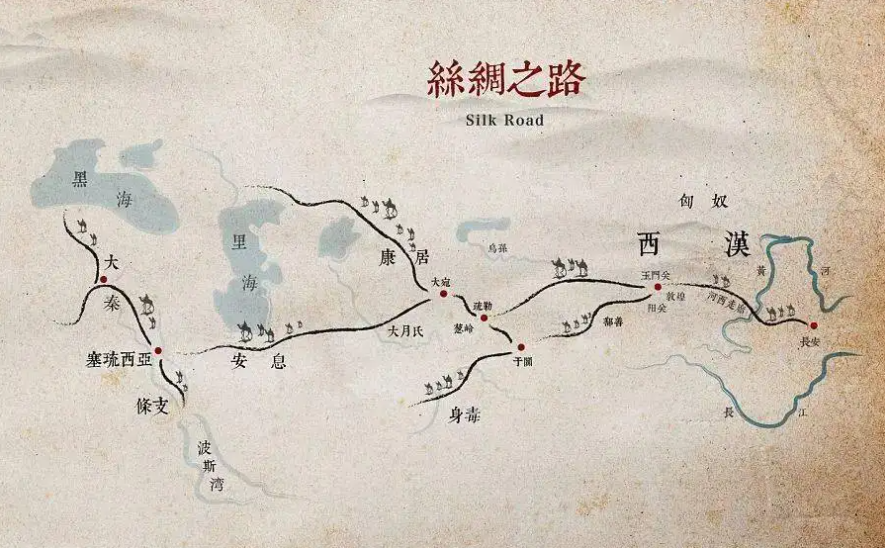 絲綢之路
Silk Road
匈奴
西漢
黑海
里海
康居
烏孫
大宛
疏勒
葱岭
大月氏
安息
大秦
塞琉西亞
條支
波斯湾
身毒
于闐
鄯善
玉門关
敦煌
阳关
河西走廊
黃河
長安
長江